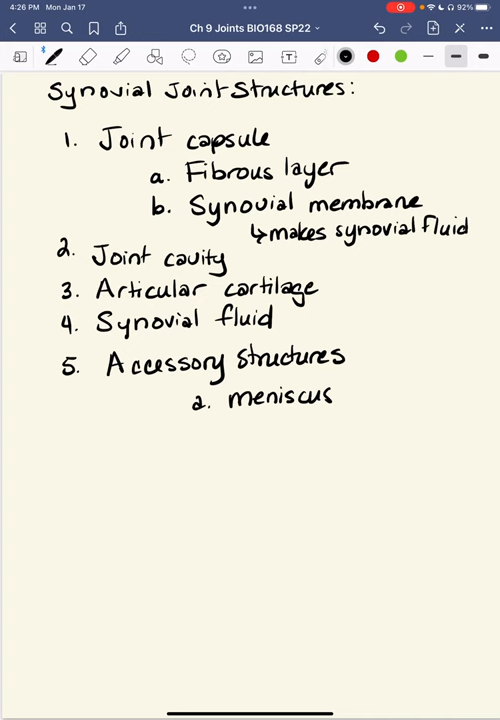 4:26 PM Mon Jan 17
92%
Ch 9 Joints BIO168 SP22
Synovial Joint Structures:
1. Joint capsule
a. Fibrous layer
b. Synovial membrane
↳ makes synovial fluid
2. Joint cavity
3. Articular cartilage
4. Synovial fluid
5. Accessory structures
a. meniscus